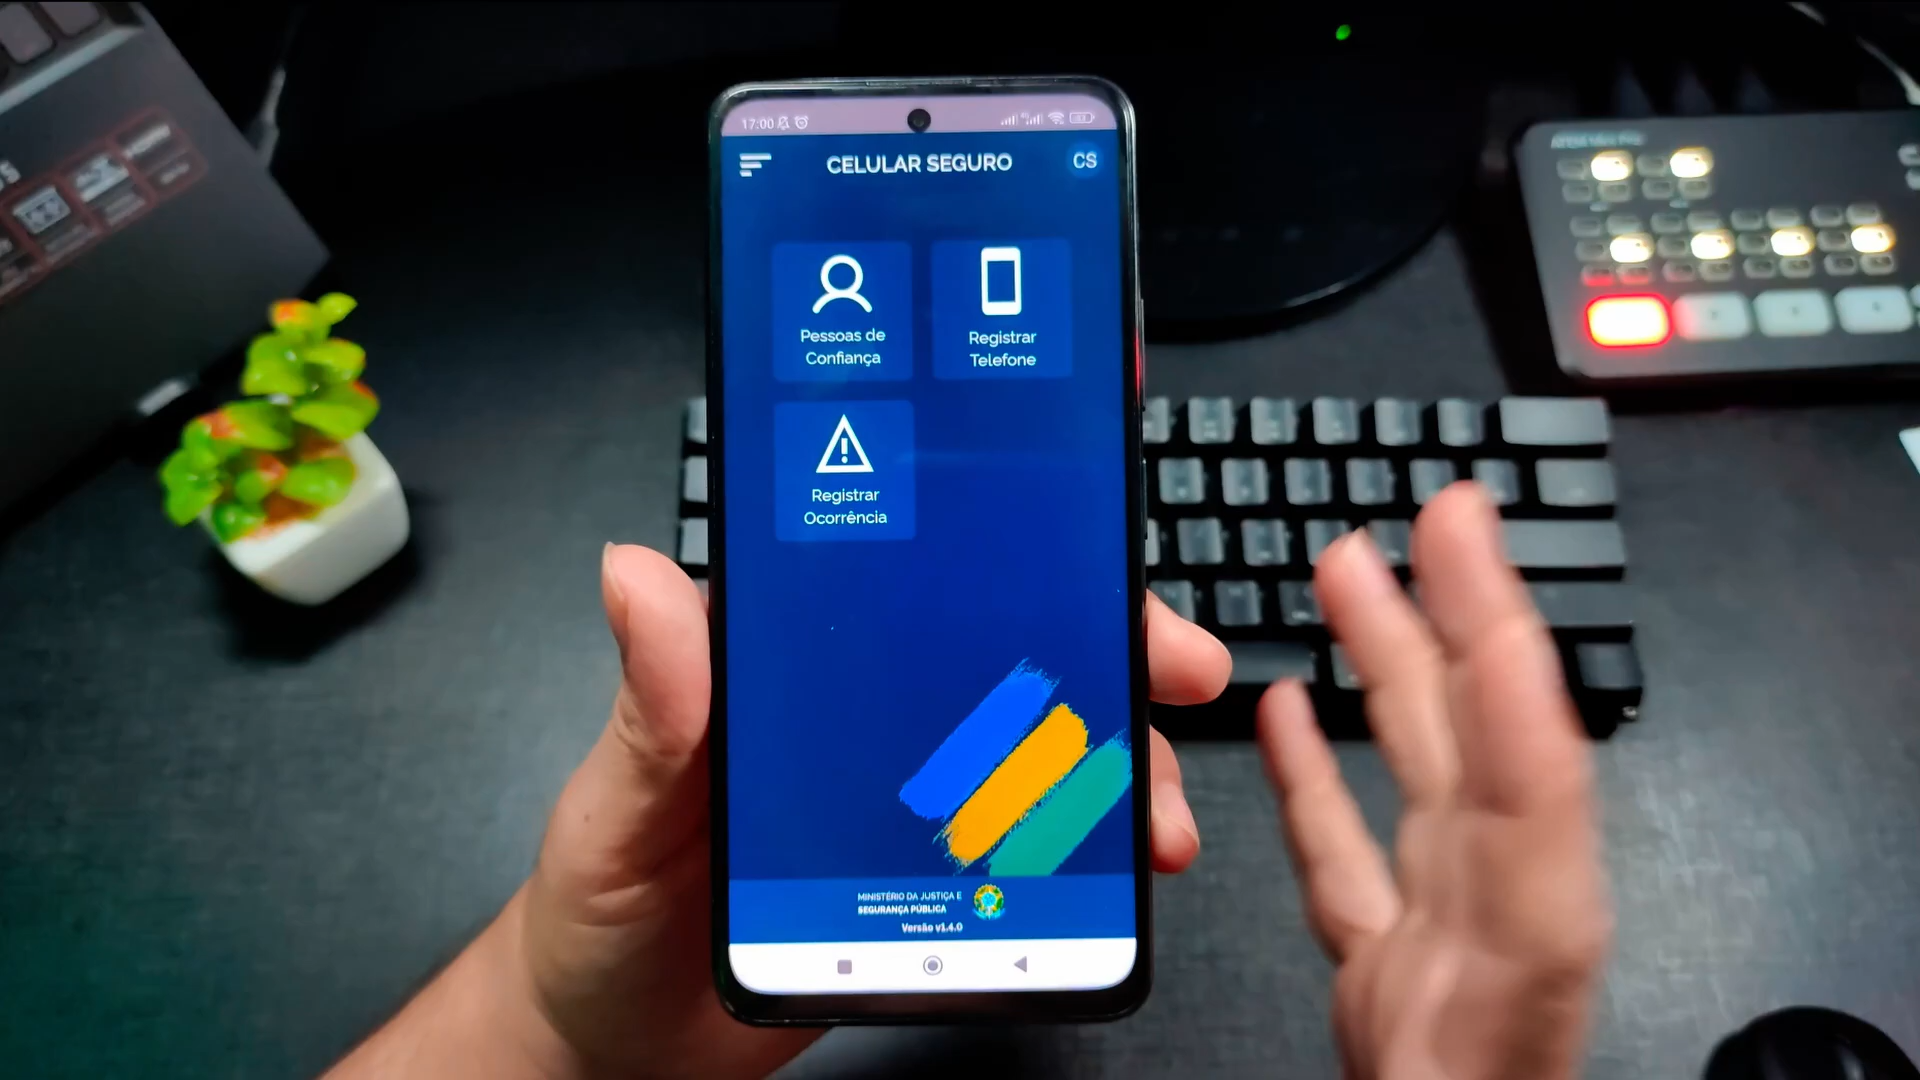 17:00
CELULAR SEGURO
CS
Pessoas de
Confiança
Registrar
Telefone
Registrar
Ocorrência
MINISTÉRIO DA JUSTIÇA E
SEGURANÇA PÚBLICA
Versão v1.4.0